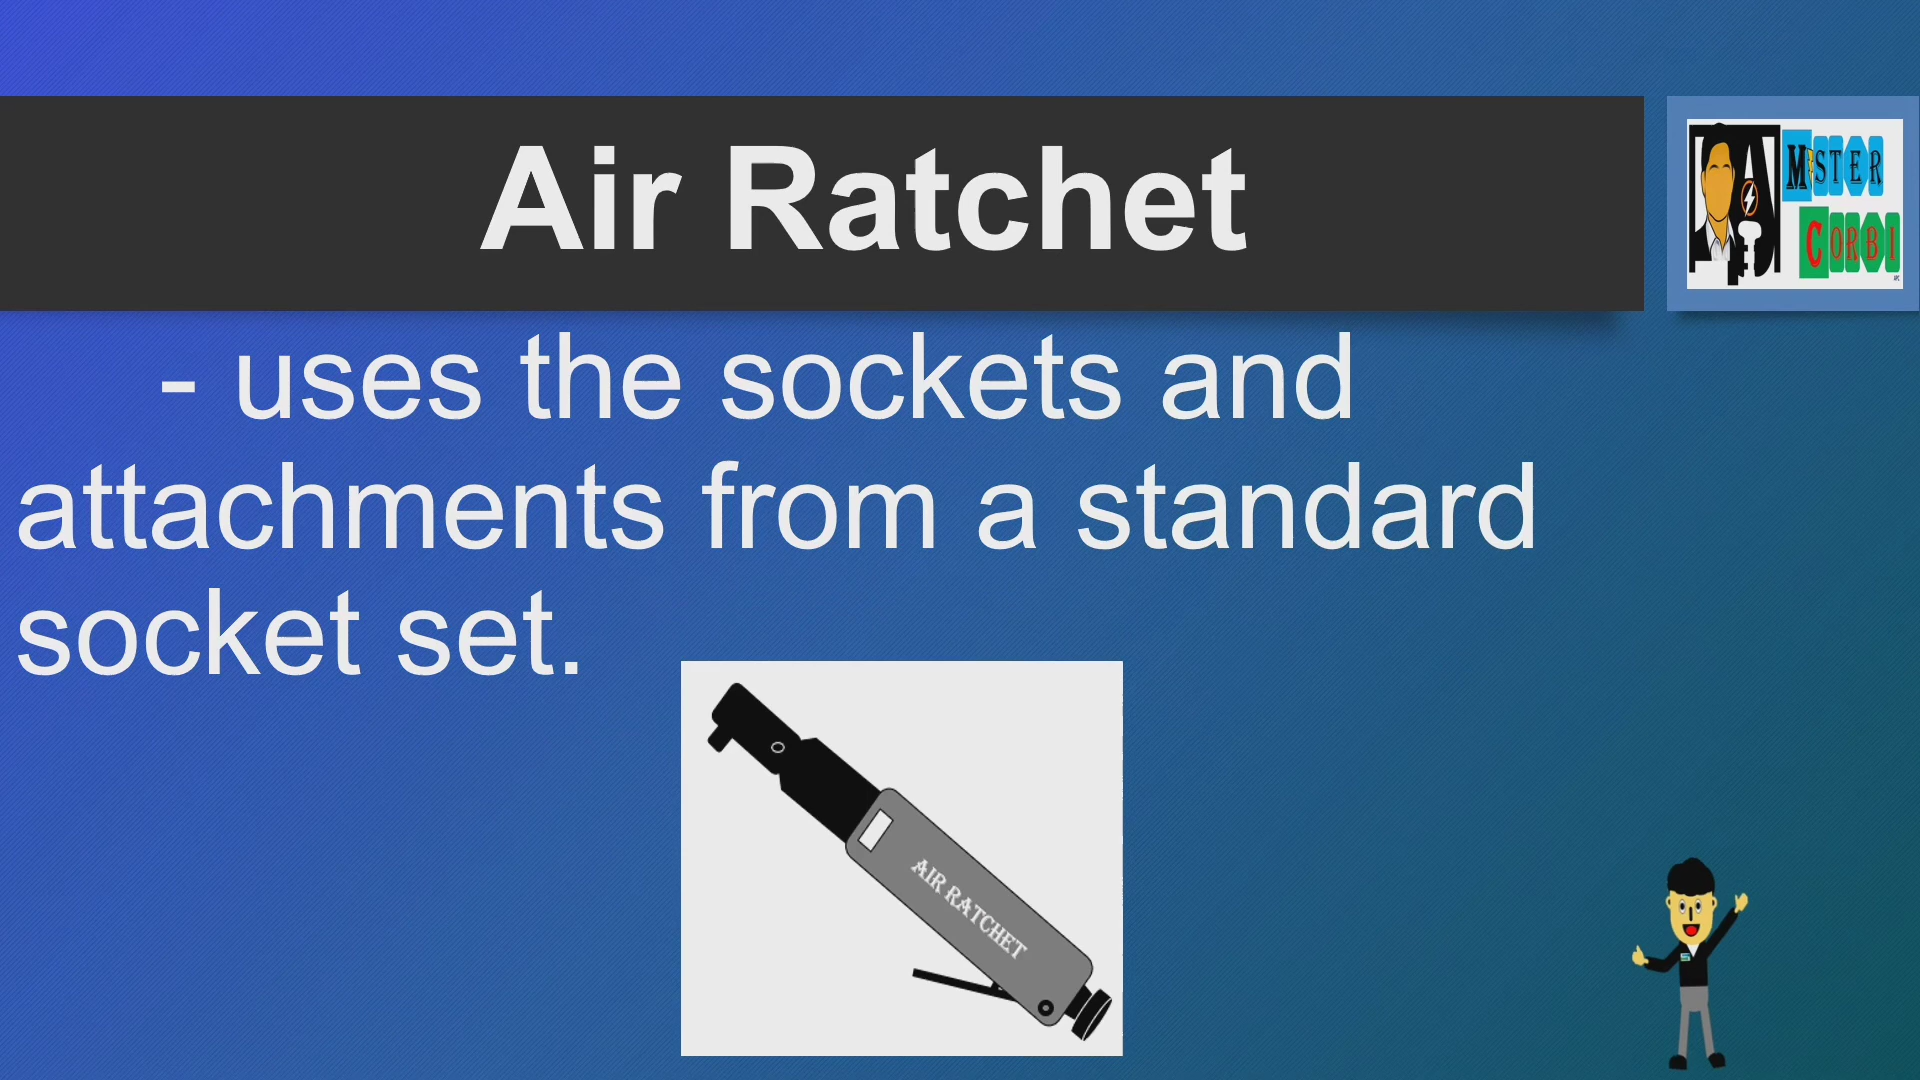 Air Ratchet
MISTER
CORBI
- uses the sockets and
attachments from a standard
socket set.
AIR RATCHET